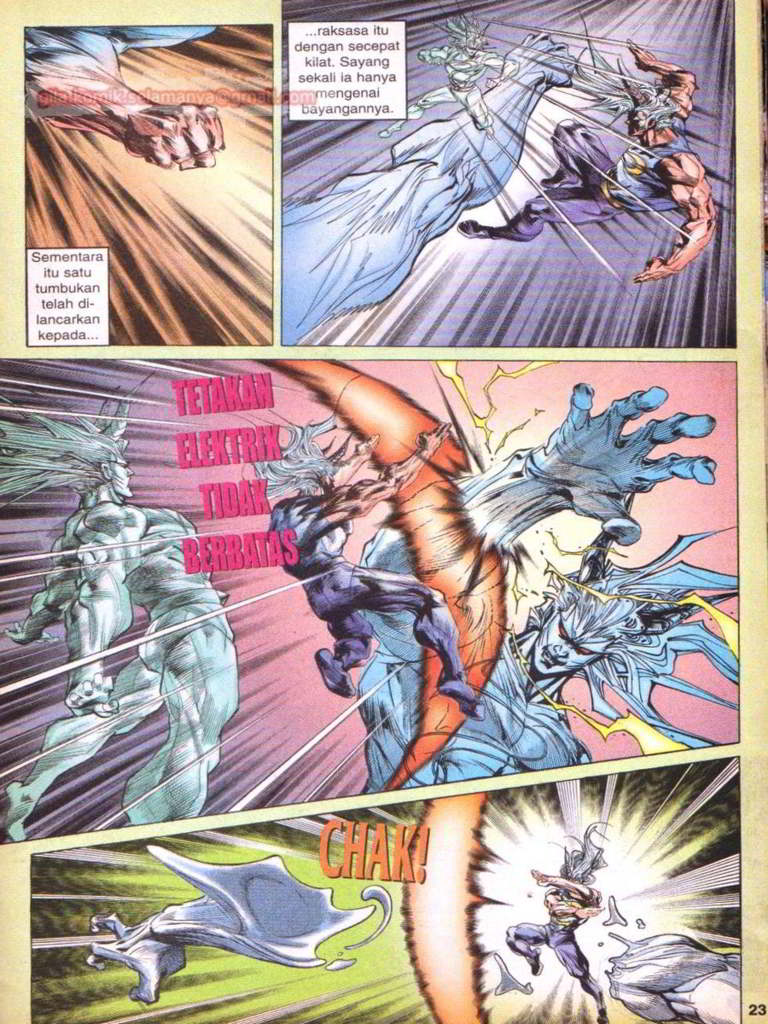 Sementara
itu satu
tumbukan
telah di-
lancarkan
kepada...
...raksasa itu
dengan secepat
kilat. Sayang
sekali ia hanya
mengenai
bayangannya.
TETAKAN
ELEKTRIK
TIDAK
BERBATAS
CHAK!
23